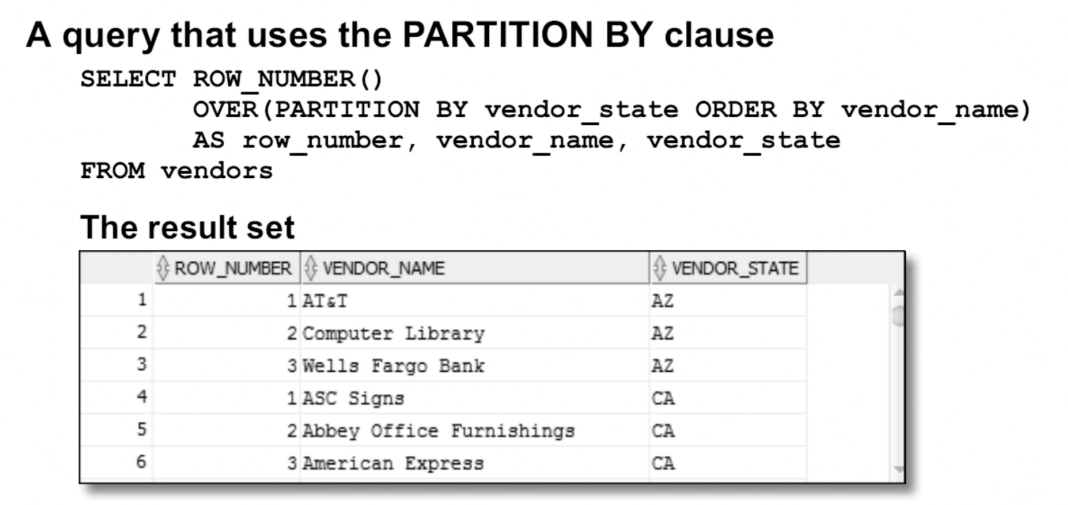 A query that uses the PARTITION BY clause
SELECT ROW_NUMBER()
OVER(PARTITION BY vendor_state ORDER BY vendor_name)
AS row_number, vendor_name, vendor_state
FROM vendors
The result set
ROW_NUMBER VENDOR_NAME VENDOR_STATE
1 1 AT&T AZ
2 2 Computer Library AZ
3 3 Wells Fargo Bank AZ
4 1 ASC Signs CA
5 2 Abbey Office Furnishings CA
6 3 American Express CA